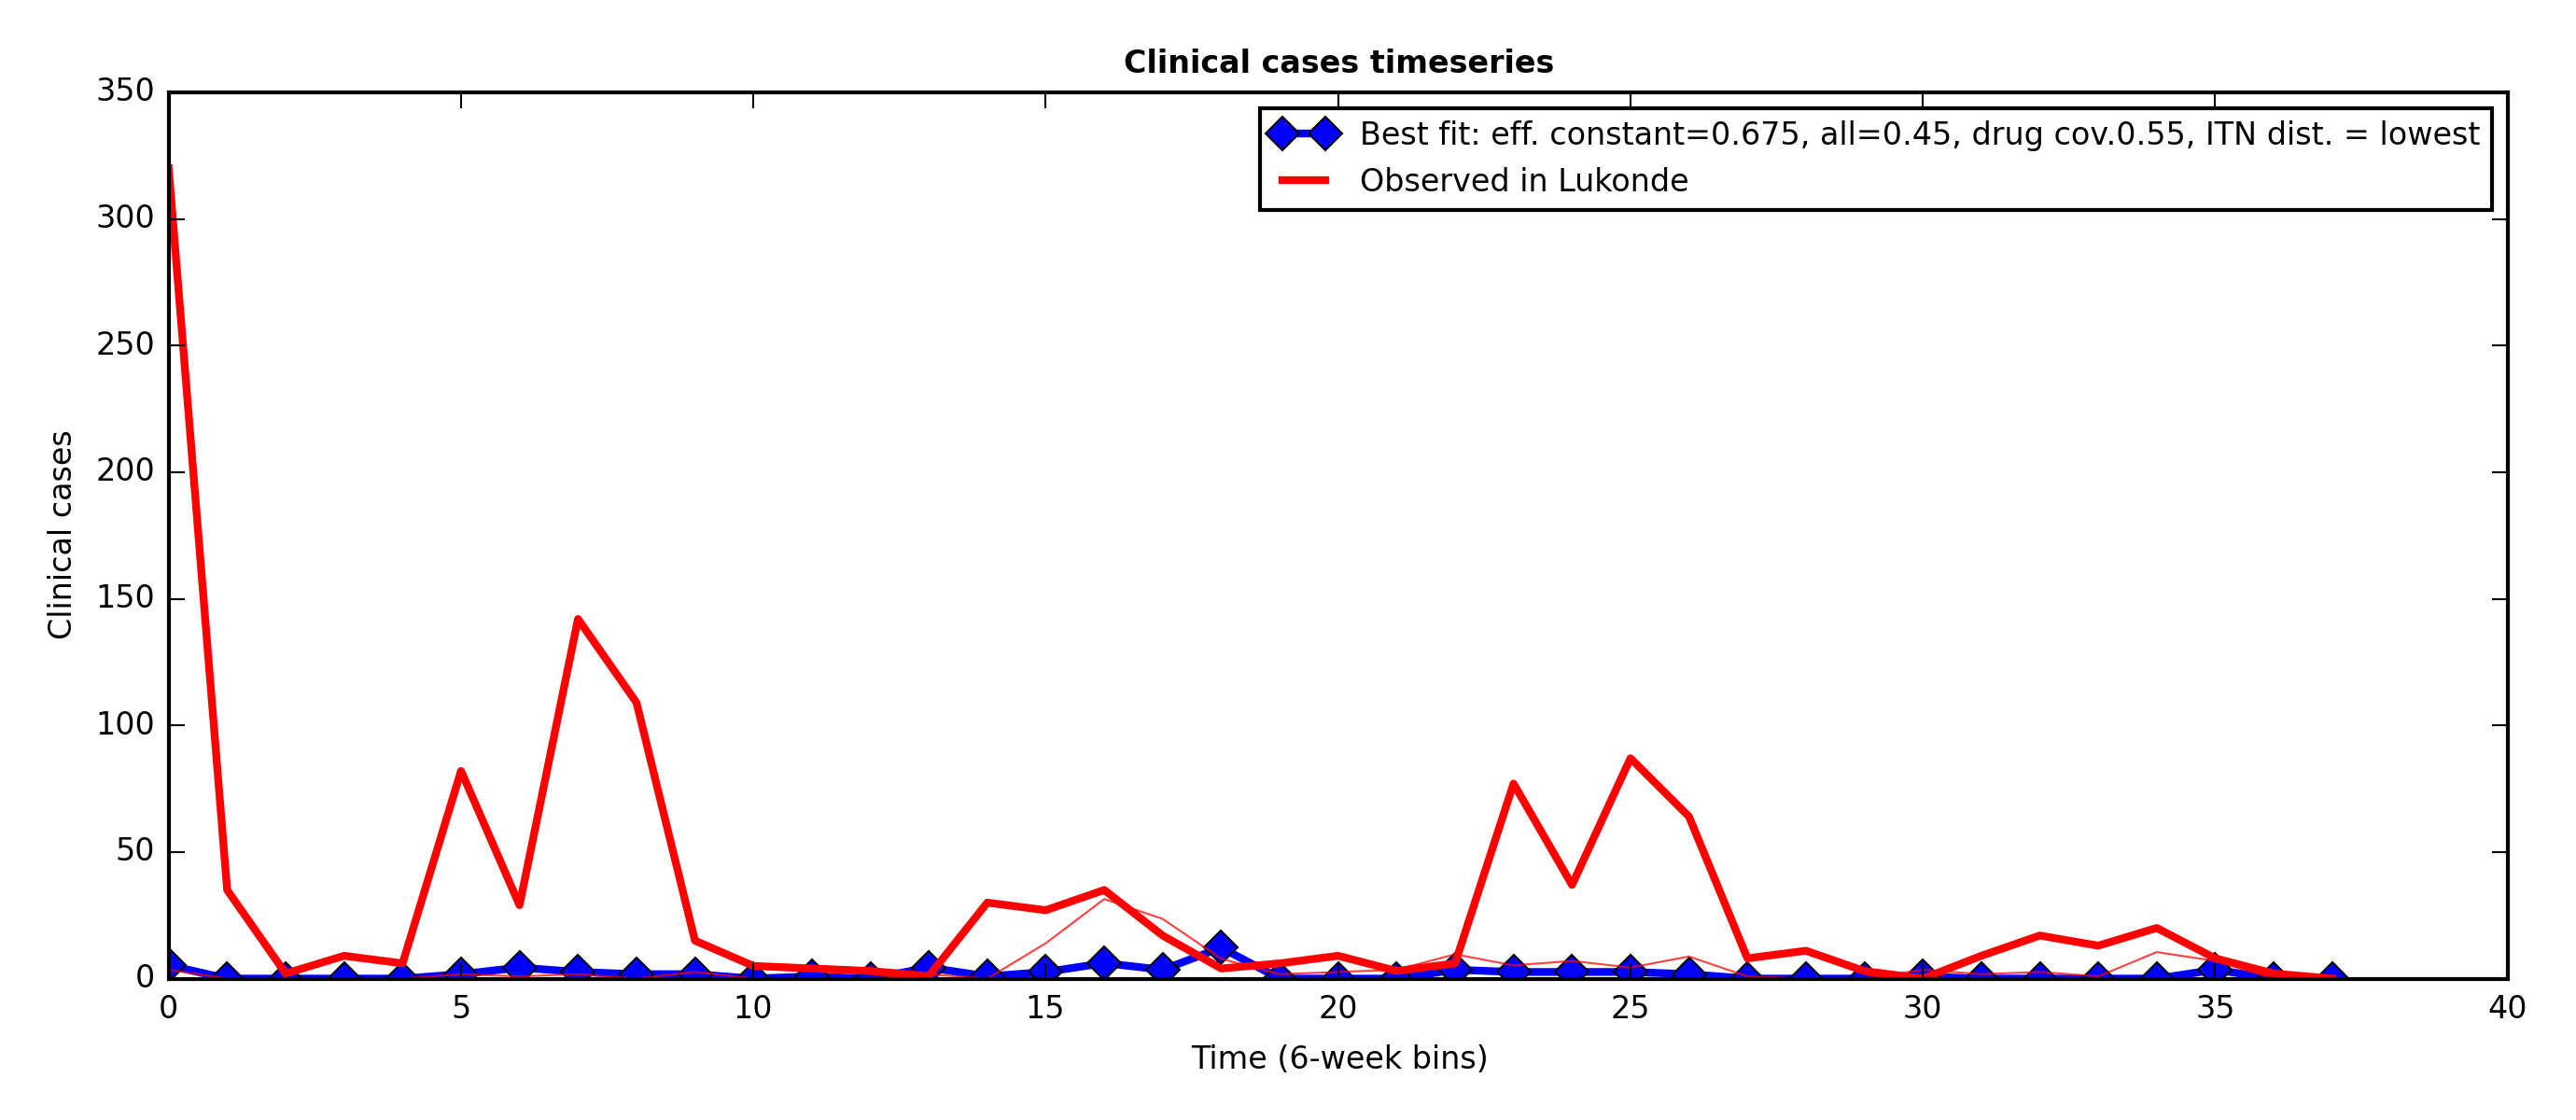 Clinical cases timeseries
350
300
250
200
150
100
50
0
Clinical cases
Best fit: eff. constant=0.675, all=0.45, drug cov.0.55, ITN dist. = lowest
Observed in Lukonde
0 5 10 15 20 25 30 35 40
Time (6-week bins)